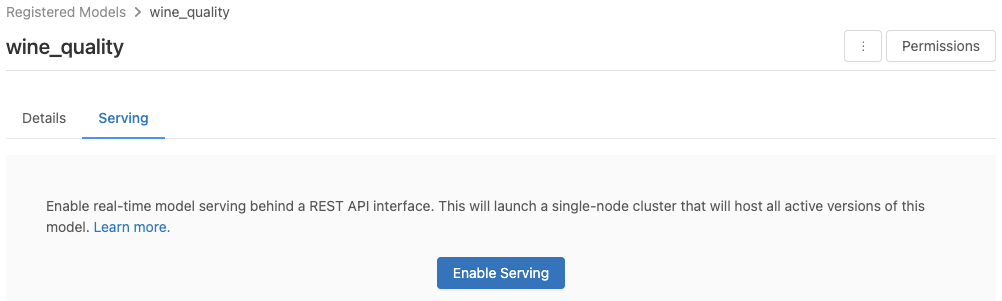 Registered Models > wine_quality
wine_quality
⋮ Permissions
Details Serving
Enable real-time model serving behind a REST API interface. This will launch a single-node cluster that will host all active versions of this
model. Learn more.
Enable Serving